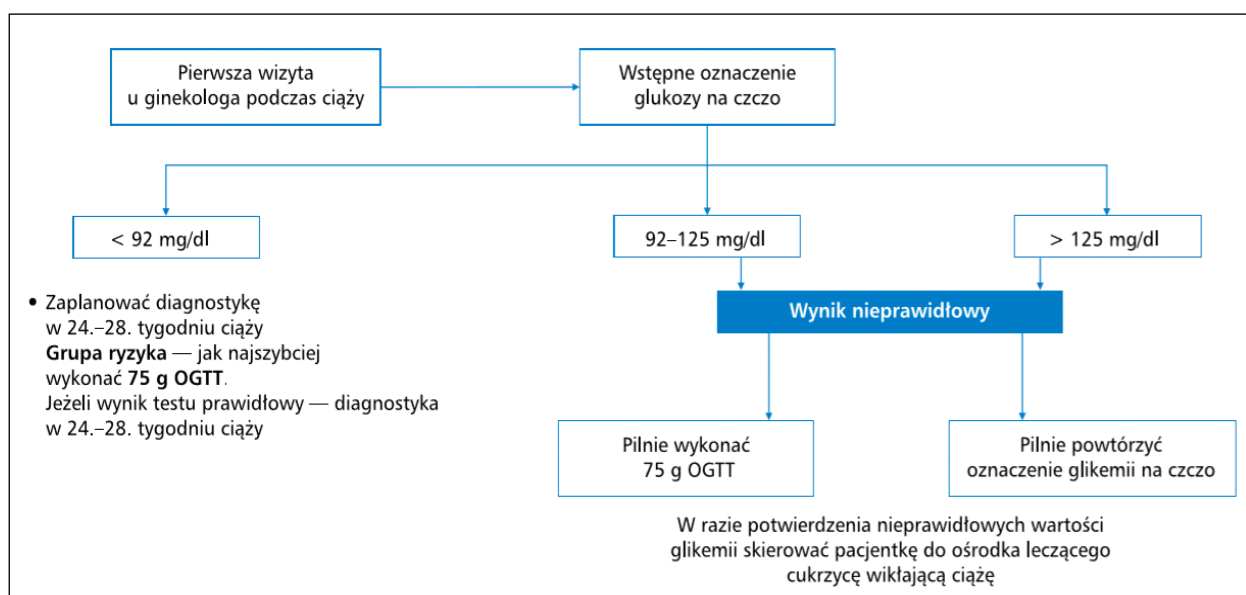 Pierwsza wizyta
u ginekologa podczas ciąży
Wstępne oznaczenie
glukozy na czczo
< 92 mg/dl
92–125 mg/dl
> 125 mg/dl
• Zaplanować diagnostykę
w 24.–28. tygodniu ciąży
Grupa ryzyka — jak najszybciej
wykonać 75 g OGTT.
Jeżeli wynik testu prawidłowy — diagnostyka
w 24.–28. tygodniu ciąży
Wynik nieprawidłowy
Pilnie wykonać
75 g OGTT
Pilnie powtórzyć
oznaczenie glikemii na czczo
W razie potwierdzenia nieprawidłowych wartości
glikemii skierować pacjentkę do ośrodka leczącego
cukrzycę wikłającą ciążę